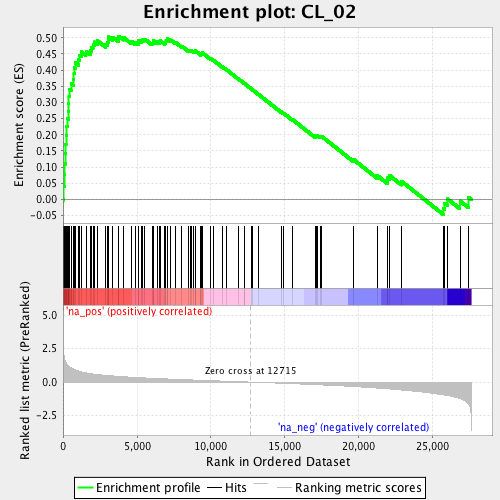 Enrichment plot: CL_02
Enrichment score (ES)
0.50
0.45
0.40
0.35
0.30
0.25
0.20
0.15
0.10
0.05
0.00
-0.05
'na_pos' (positively correlated)
Ranked list metric (PreRanked)
5.0
2.5
0.0
-2.5
Zero cross at 12715
'na_neg' (negatively correlated)
0
5,000
10,000
15,000
20,000
25,000
Rank in Ordered Dataset
Enrichment profile
Hits
Ranking metric scores